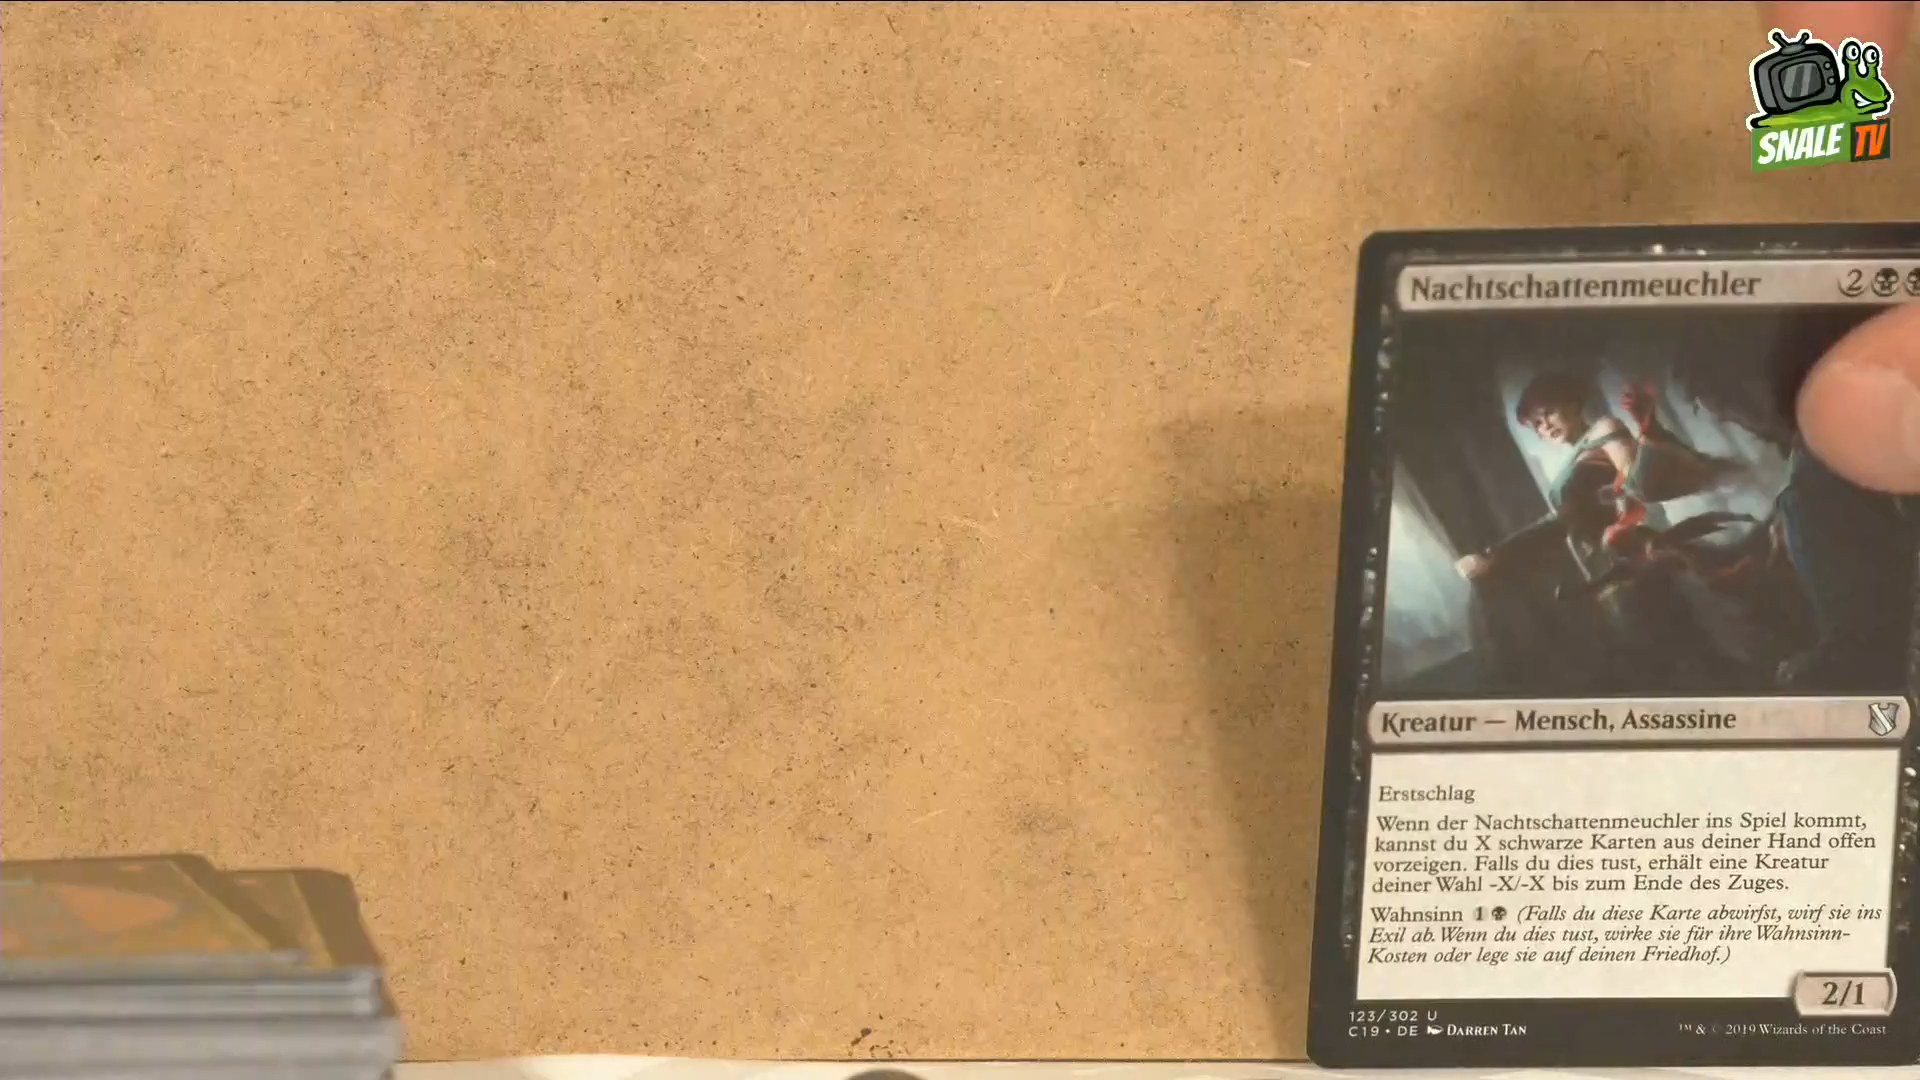 SNALE TV
Nachtschattenmeuchler 2
Kreatur — Mensch, Assassine
Erstschlag
Wenn der Nachtschattenmeuchler ins Spiel kommt,
kannst du X schwarze Karten aus deiner Hand offen
vorzeigen. Falls du dies tust, erhält eine Kreatur
deiner Wahl -X/-X bis zum Ende des Zuges.
Wahnsinn 1 (Falls du diese Karte abwirfst, wirf sie ins
Exil ab. Wenn du dies tust, wirke sie für ihre Wahnsinn-
Kosten oder lege sie auf deinen Friedhof.)
2/1
123/302 U
C19 • DE DARREN TAN
™ & © 2019 Wizards of the Coast